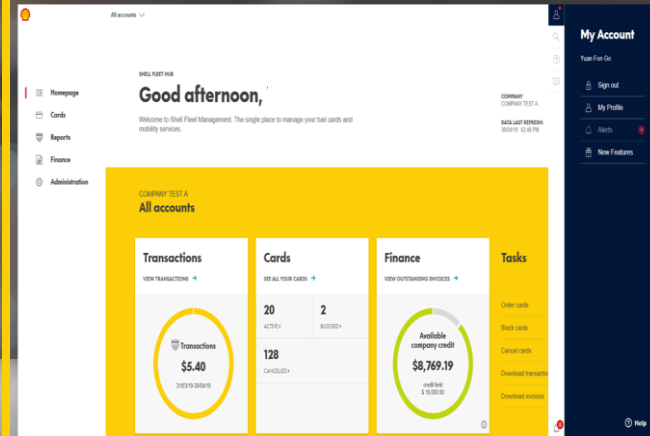 All accounts
My Account
Yuan Fon Go
Sign out
My Profile
Alerts
New Features
Help
Homepage
Cards
Reports
Finance
Administration
SHELL FLEET HUB
Good afternoon,
Welcome to Shell Fleet Management. The single place to manage your fuel cards and
mobility services.
COMPANY
COMPANY TEST A
DATA LAST REFRESH:
30/04/19 02:40 PM
COMPANY TEST A
All accounts
Transactions
VIEW TRANSACTIONS
Transactions
$5.40
31/03/19-30/04/19
Cards
SEE ALL YOUR CARDS
20
ACTIVE
2
BLOCKED
128
CANCELLED
Finance
VIEW OUTSTANDING INVOICES
Available
company credit
$8,769.19
credit limit
$ 10,000.00
Tasks
Order cards
Block cards
Cancel cards
Download transactio
Download invoices